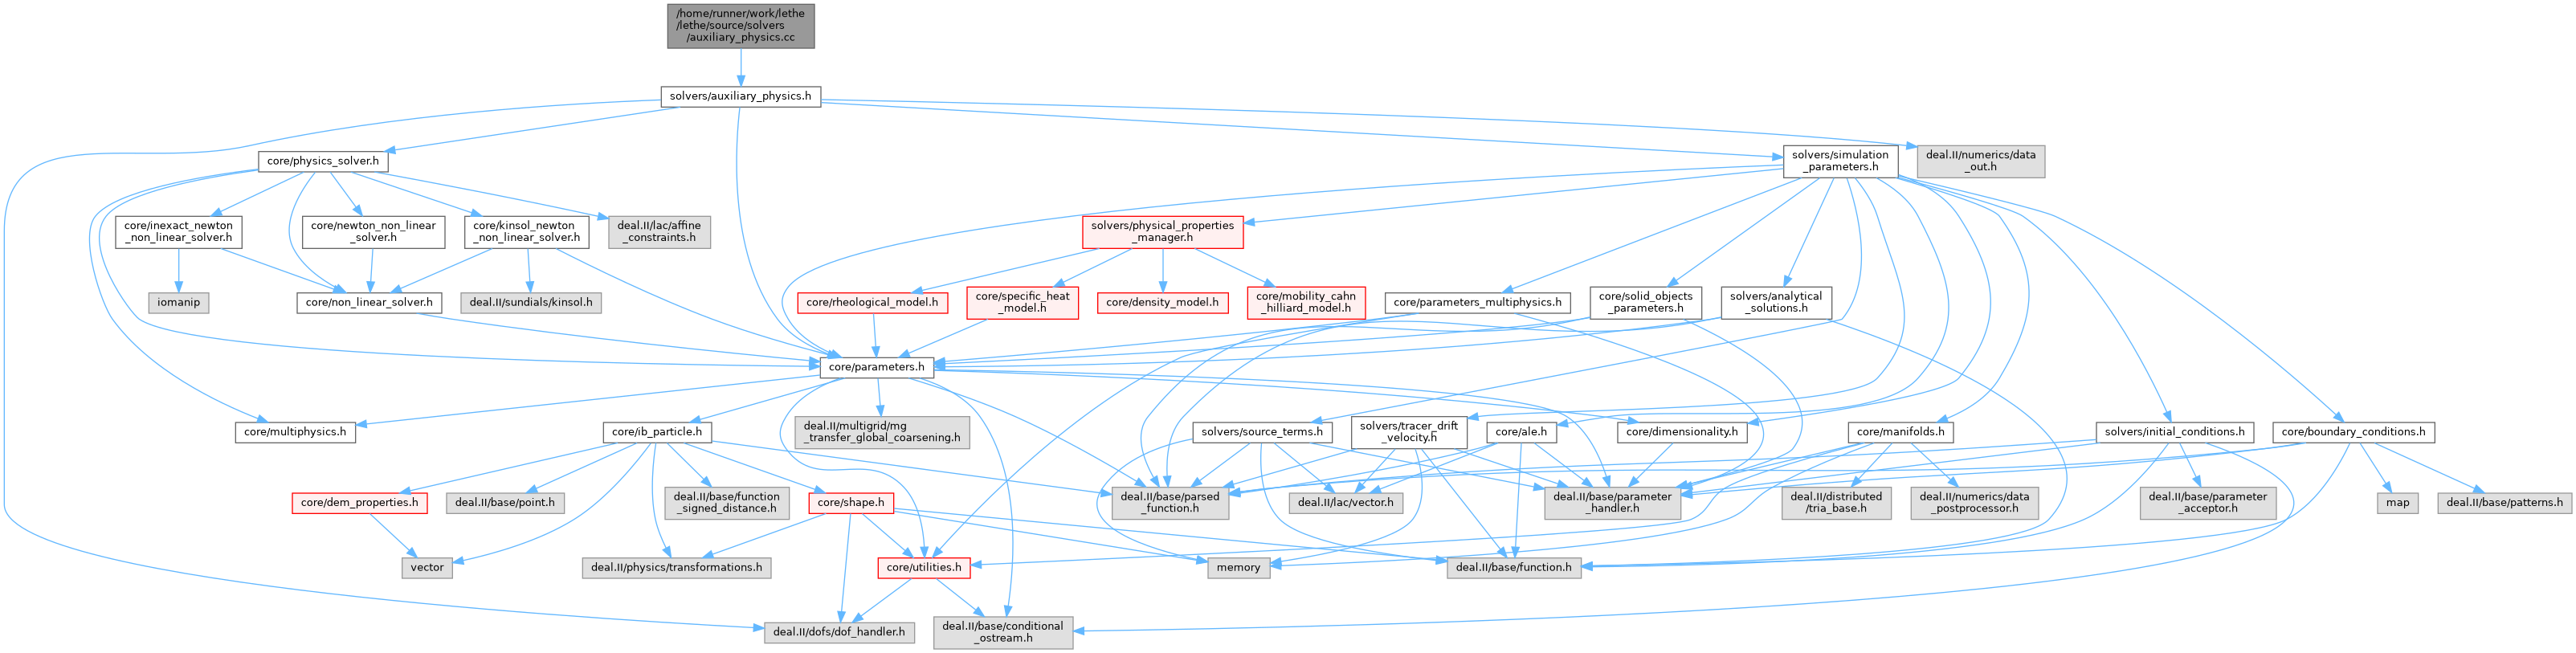 /home/runner/work/lethe
/lethe/source/solvers
/auxiliary_physics.cc
solvers/auxiliary_physics.h
core/physics_solver.h
solvers/simulation
_parameters.h
deal.II/numerics/data
_out.h
core/inexact_newton
_non_linear_solver.h
core/newton_non_linear
_solver.h
core/kinsol_newton
_non_linear_solver.h
deal.II/lac/affine
_constraints.h
solvers/physical_properties
_manager.h
iomanip
core/non_linear_solver.h
deal.II/sundials/kinsol.h
core/rheological_model.h
core/specific_heat
_model.h
core/density_model.h
core/mobility_cahn
_hilliard_model.h
core/parameters_multiphysics.h
core/solid_objects
_parameters.h
solvers/analytical
_solutions.h
core/parameters.h
core/multiphysics.h
core/ib_particle.h
deal.II/multigrid/mg
_transfer_global_coarsening.h
solvers/source_terms.h
solvers/tracer_drift
_velocity.h
core/ale.h
core/dimensionality.h
core/manifolds.h
solvers/initial_conditions.h
core/boundary_conditions.h
core/dem_properties.h
deal.II/base/point.h
deal.II/base/function
_signed_distance.h
core/shape.h
deal.II/base/parsed
_function.h
deal.II/lac/vector.h
deal.II/base/parameter
_handler.h
deal.II/distributed
/tria_base.h
deal.II/numerics/data
_postprocessor.h
deal.II/base/parameter
_acceptor.h
map
deal.II/base/patterns.h
vector
deal.II/physics/transformations.h
core/utilities.h
memory
deal.II/base/function.h
deal.II/dofs/dof_handler.h
deal.II/base/conditional
_ostream.h